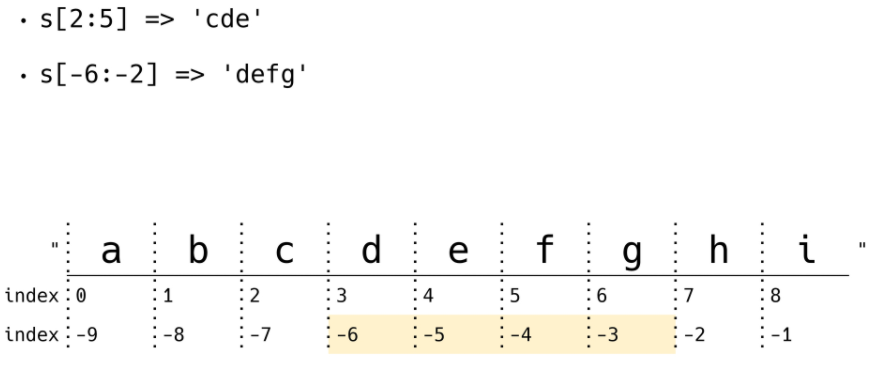 • s[2:5] => 'cde'
• s[-6:-2] => 'defg'
" a b c d e f g h i "
index 0 1 2 3 4 5 6 7 8
index -9 -8 -7 -6 -5 -4 -3 -2 -1